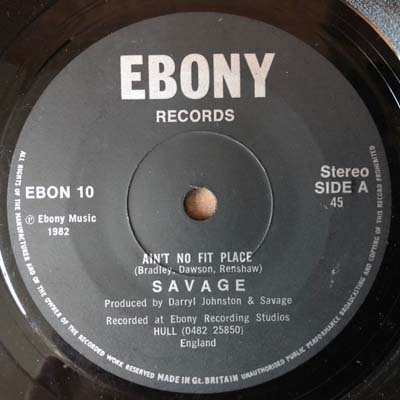 EBONY
RECORDS
EBON 10
Ⓟ Ebony Music
1982
Stereo
SIDE A
45
AIN'T NO FIT PLACE
(Bradley, Dawson, Renshaw)
SAVAGE
Produced by Darryl Johnston & Savage
Recorded at Ebony Recording Studios
HULL (0482 25850)
England
ALL RIGHTS OF THE MANUFACTURER AND OF THE OWNER OF THE RECORDED WORK RESERVED MADE IN Gt. BRITAIN UNAUTHORISED PUBLIC PERFORMANCE BROADCASTING AND COPYING OF THIS RECORD PROHIBITED